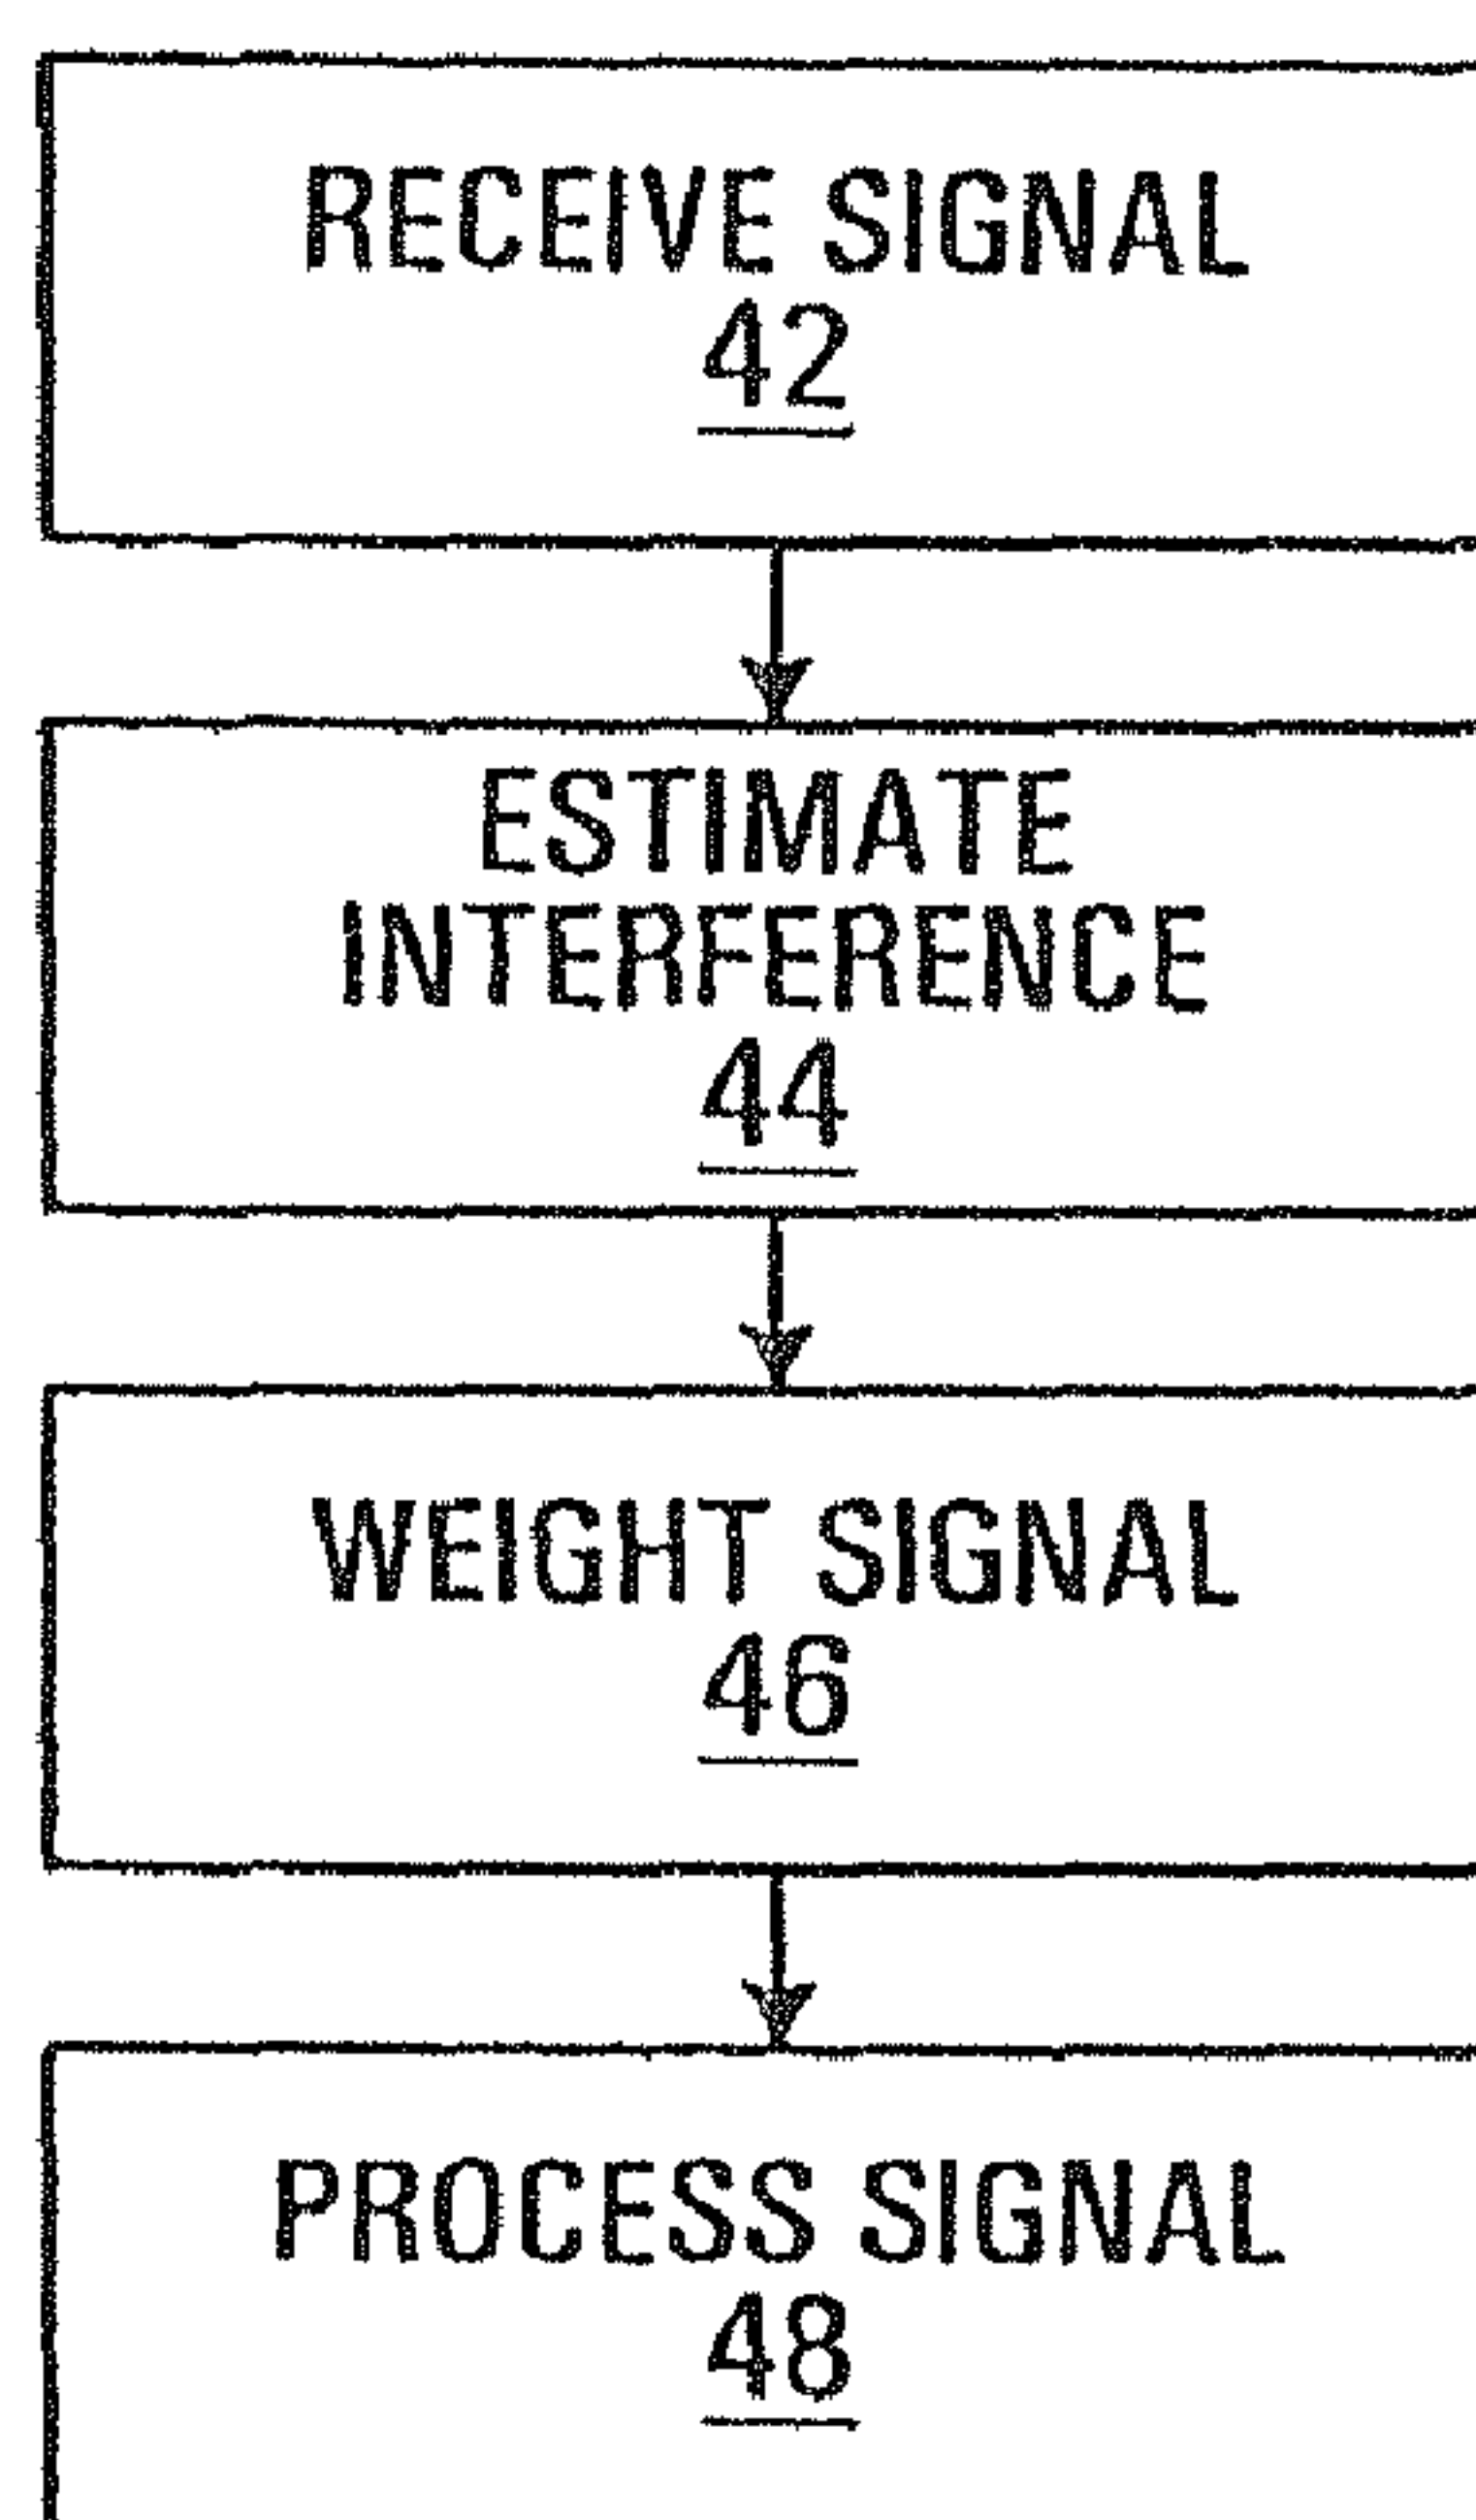 RECEIVE SIGNAL
42
ESTIMATE
INTERFERENCE
44
WEIGHT SIGNAL
46
PROCESS SIGNAL
48